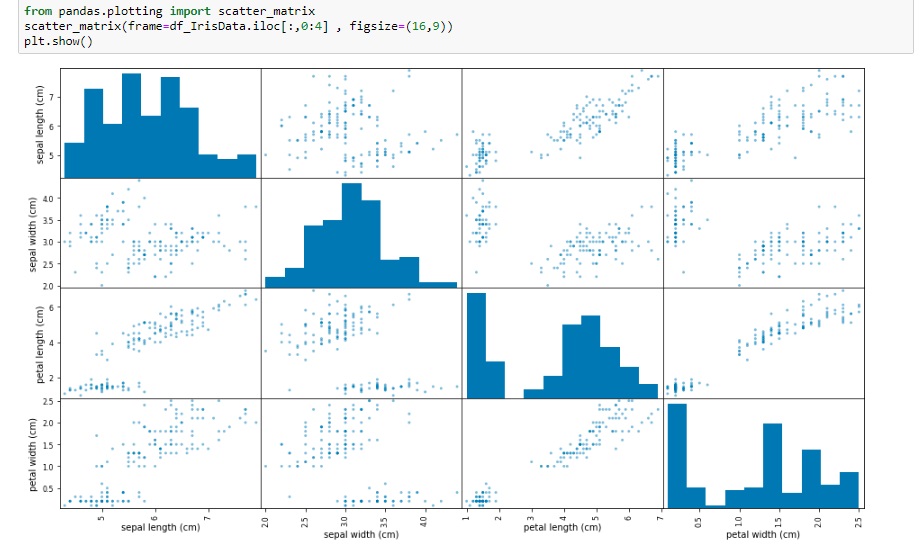 from pandas.plotting import scatter_matrix
scatter_matrix(frame=df_IrisData.iloc[:,0:4] , figsize=(16,9))
plt.show()
sepal length (cm)
7
6
5
sepal width (cm)
4.0
3.5
3.0
2.5
2.0
petal length (cm)
6
4
2
petal width (cm)
2.5
2.0
1.5
1.0
0.5
5 6 7 2.0 2.5 3.0 3.5 4.0 1 2 3 4 5 6 7 0.5 1.0 1.5 2.0 2.5
sepal length (cm) sepal width (cm) petal length (cm) petal width (cm)